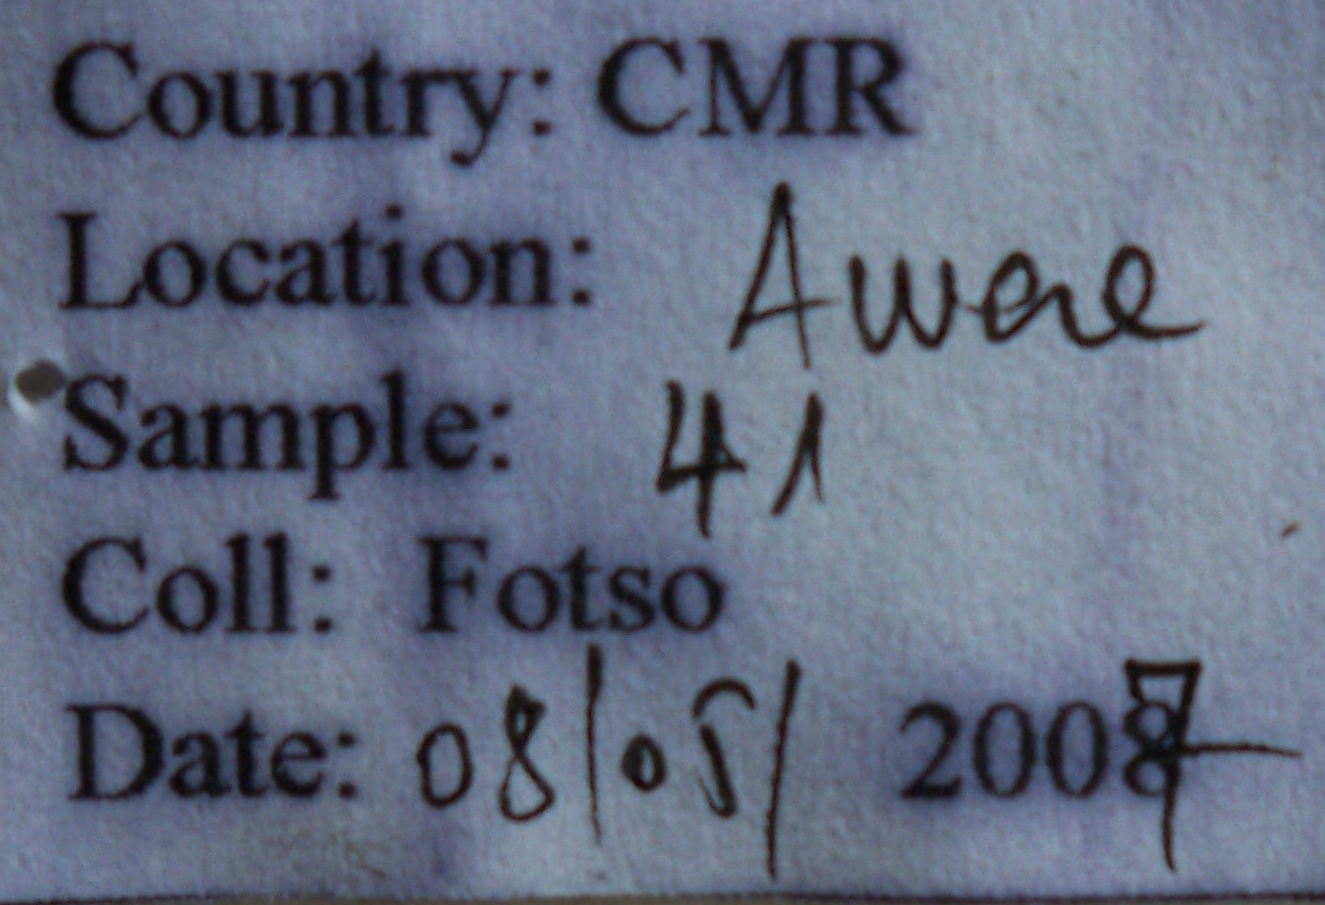 Country: CMR
Location: Awae
Sample: 41
Coll: Fotso
Date: 08/05/ 2007